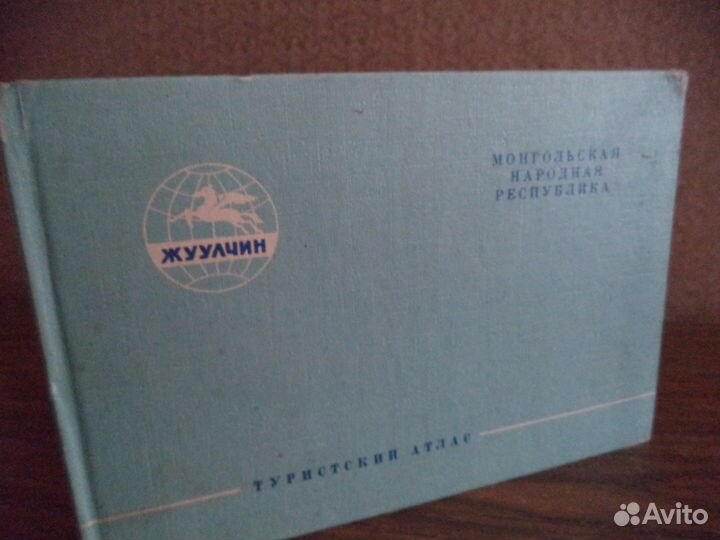 МОНГОЛЬСКАЯ
НАРОДНАЯ
РЕСПУБЛИКА
ЖУУЛЧИН
ТУРИСТСКИЙ АТЛАС
Avito